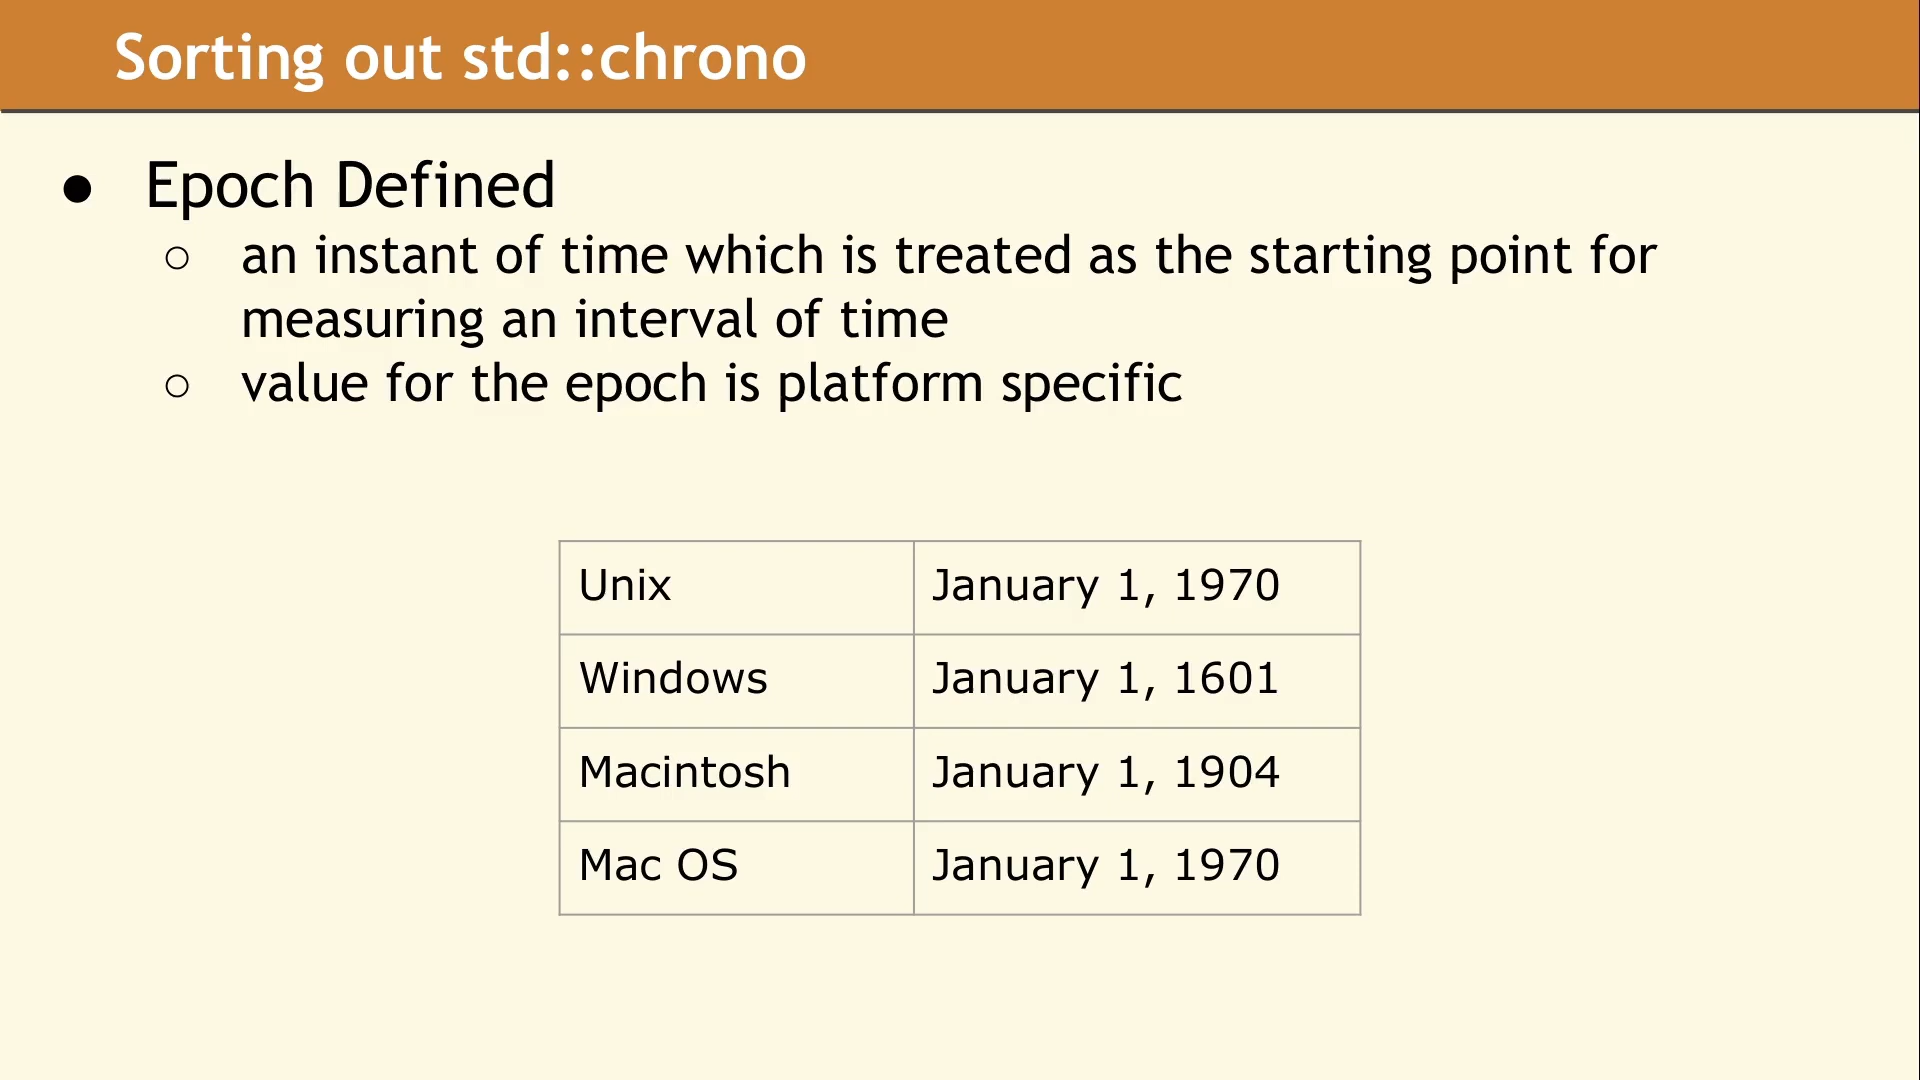 Sorting out std::chrono
● Epoch Defined
○ an instant of time which is treated as the starting point for
measuring an interval of time
○ value for the epoch is platform specific
Unix January 1, 1970
Windows January 1, 1601
Macintosh January 1, 1904
Mac OS January 1, 1970